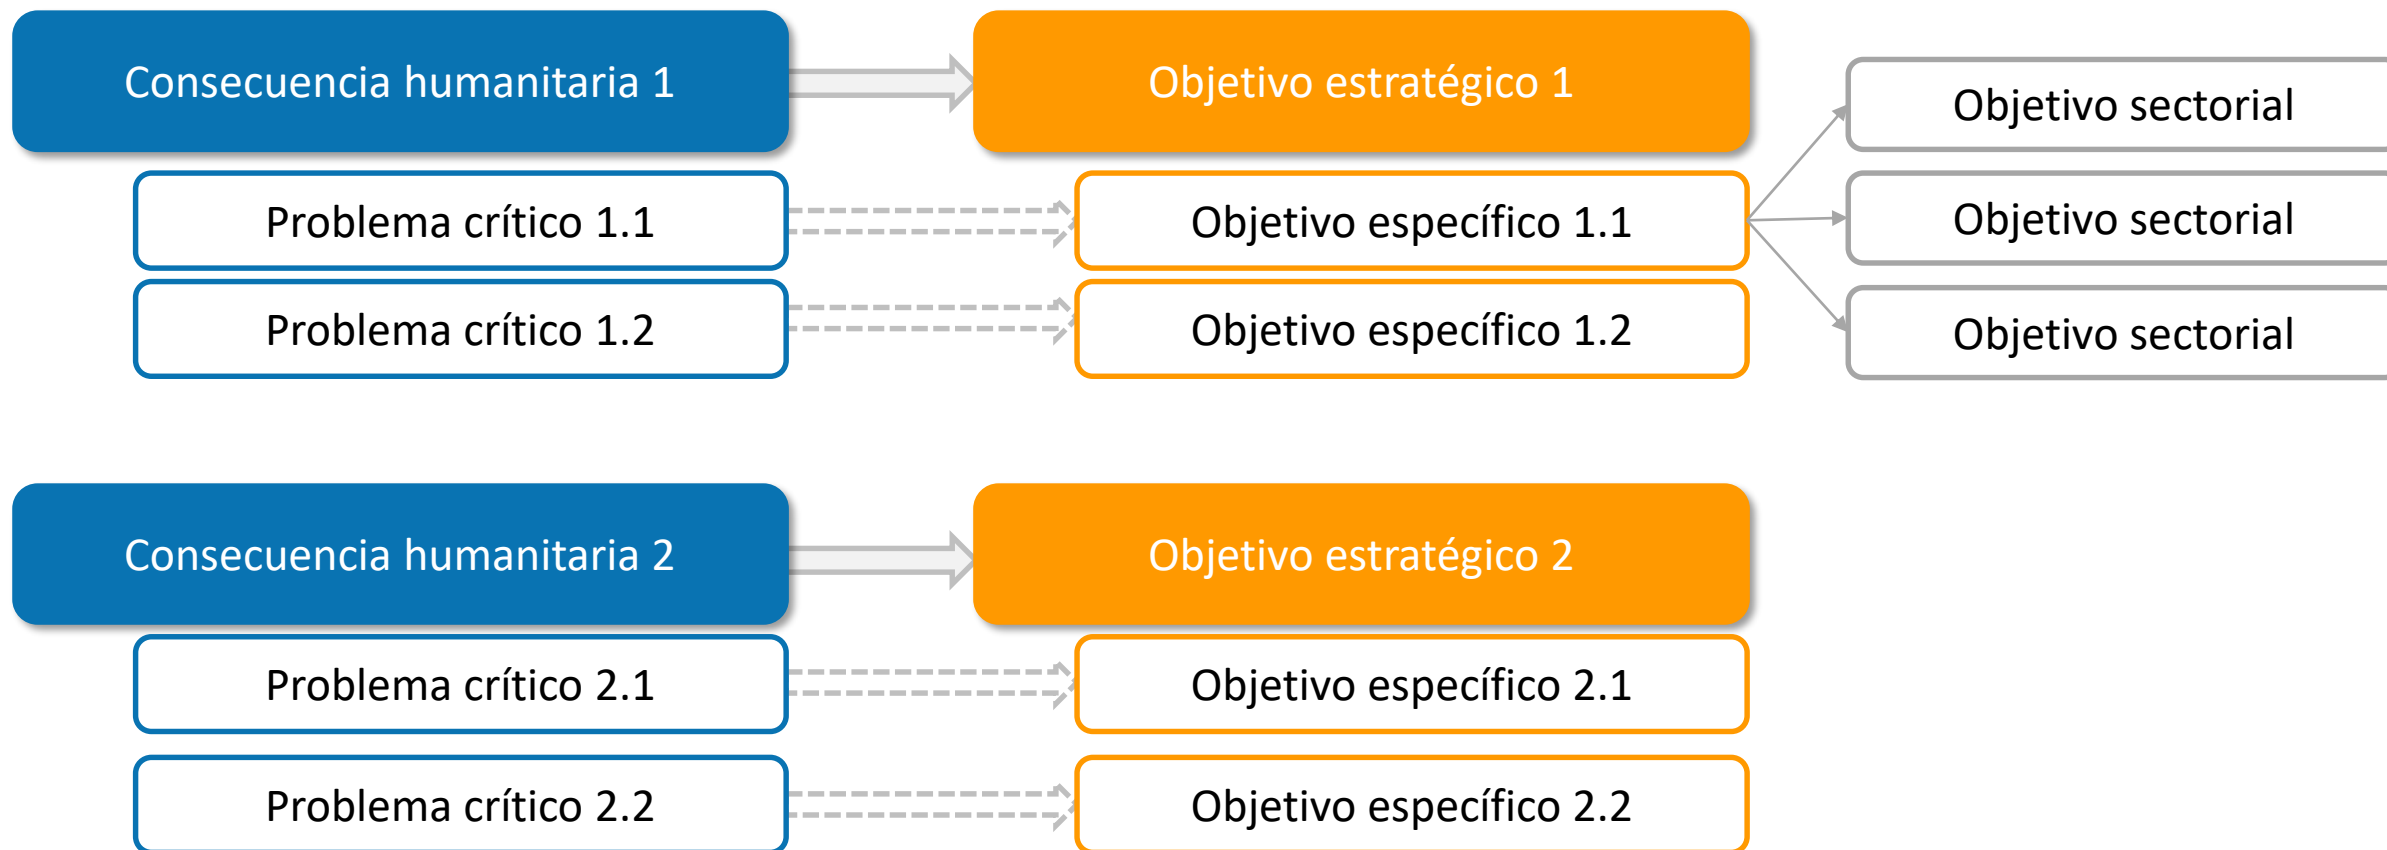 Consecuencia humanitaria 1
Objetivo estratégico 1
Objetivo sectorial
Problema crítico 1.1
Objetivo específico 1.1
Objetivo sectorial
Problema crítico 1.2
Objetivo específico 1.2
Objetivo sectorial
Consecuencia humanitaria 2
Objetivo estratégico 2
Problema crítico 2.1
Objetivo específico 2.1
Problema crítico 2.2
Objetivo específico 2.2